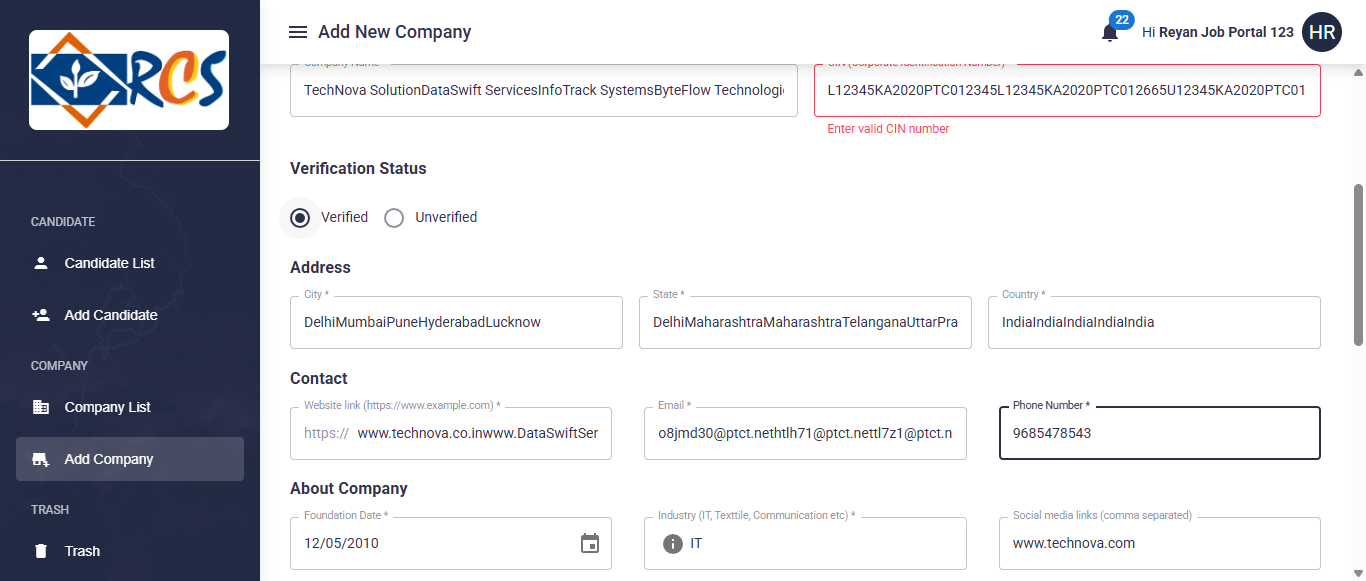 RCS
Add New Company
22
Hi Reyan Job Portal 123
HR
Company Name *
CIN (Corporate Identification Number) *
TechNova SolutionDataSwift ServicesInfoTrack SystemsByteFlow Technologi
L12345KA2020PTC012345L12345KA2020PTC012665U12345KA2020PTC01
Enter valid CIN number
Verification Status
Verified
Unverified
CANDIDATE
Candidate List
Add Candidate
COMPANY
Company List
Add Company
TRASH
Trash
Address
City *
State *
Country *
DelhiMumbaiPuneHyderabadLucknow
DelhiMaharashtraMaharashtraTelanganaUttarPra
IndiaIndiaIndiaIndiaIndia
Contact
Website link (https://www.example.com) *
Email *
Phone Number *
https:// www.technova.co.inwww.DataSwiftSer
o8jmd30@ptct.nethtlh71@ptct.nettl7z1@ptct.n
9685478543
About Company
Foundation Date *
Industry (IT, Texttile, Communication etc) *
Social media links (comma separated)
12/05/2010
IT
www.technova.com